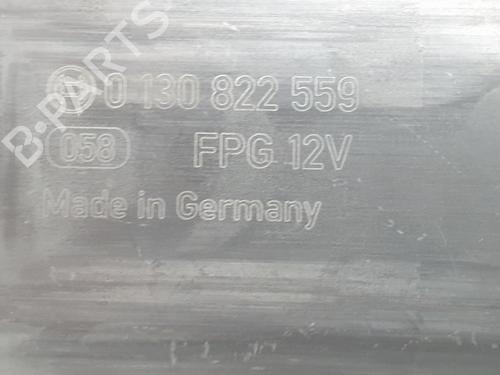 0 130 822 559
058 FPG 12V
Made in Germany
B-PARTS